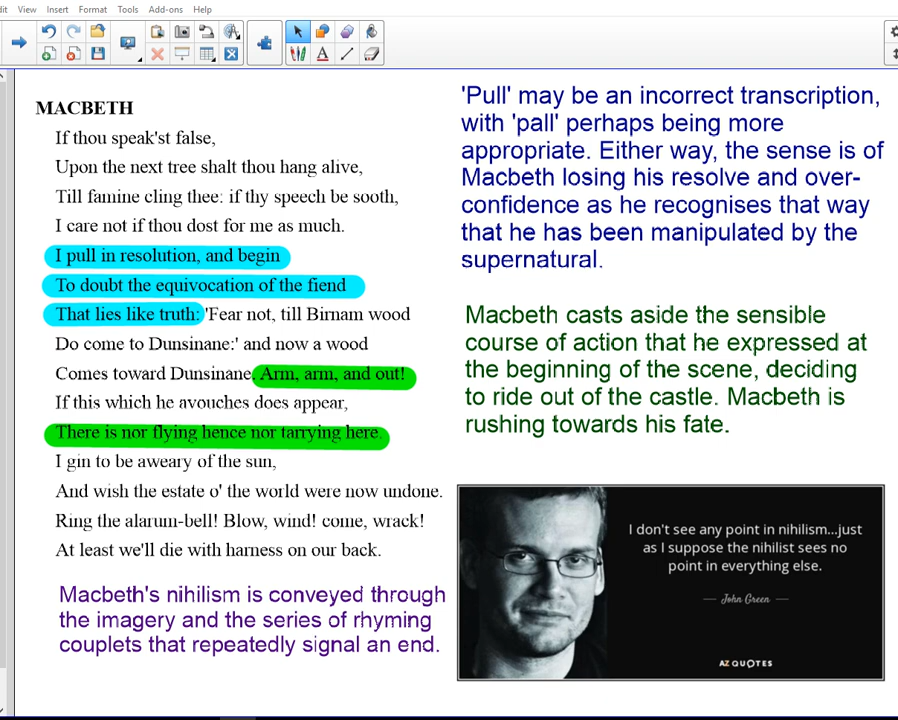 dit View Insert Format Tools Add-ons Help
MACBETH
If thou speak'st false,
Upon the next tree shalt thou hang alive,
Till famine cling thee: if thy speech be sooth,
I care not if thou dost for me as much.
I pull in resolution, and begin
To doubt the equivocation of the fiend
That lies like truth: 'Fear not, till Birnam wood
Do come to Dunsinane:' and now a wood
Comes toward Dunsinane. Arm, arm, and out!
If this which he avouches does appear,
There is nor flying hence nor tarrying here.
I gin to be aweary of the sun,
And wish the estate o' the world were now undone.
Ring the alarum-bell! Blow, wind! come, wrack!
At least we'll die with harness on our back.
Macbeth's nihilism is conveyed through
the imagery and the series of rhyming
couplets that repeatedly signal an end.
'Pull' may be an incorrect transcription,
with 'pall' perhaps being more
appropriate. Either way, the sense is of
Macbeth losing his resolve and over-
confidence as he recognises that way
that he has been manipulated by the
supernatural.
Macbeth casts aside the sensible
course of action that he expressed at
the beginning of the scene, deciding
to ride out of the castle. Macbeth is
rushing towards his fate.
I don't see any point in nihilism...just
as I suppose the nihilist sees no
point in everything else.
— John Green —
AZ QUOTES